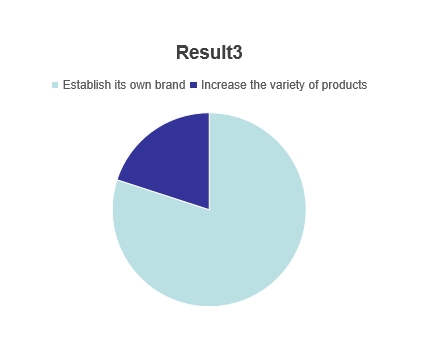 Result3
Establish its own brand Increase the variety of products